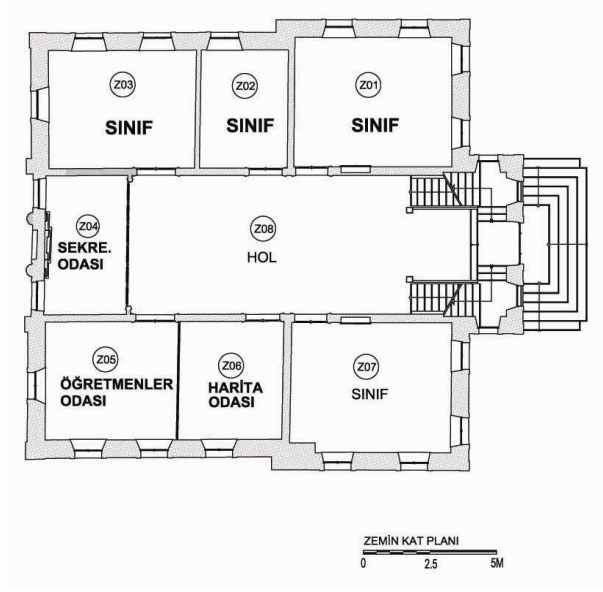 Z03
SINIF
Z02
SINIF
Z01
SINIF
Z04
SEKRE.
ODASI
Z08
HOL
Z05
ÖĞRETMENLER
ODASI
Z06
HARİTA
ODASI
Z07
SINIF
ZEMİN KAT PLANI
0 2.5 5M